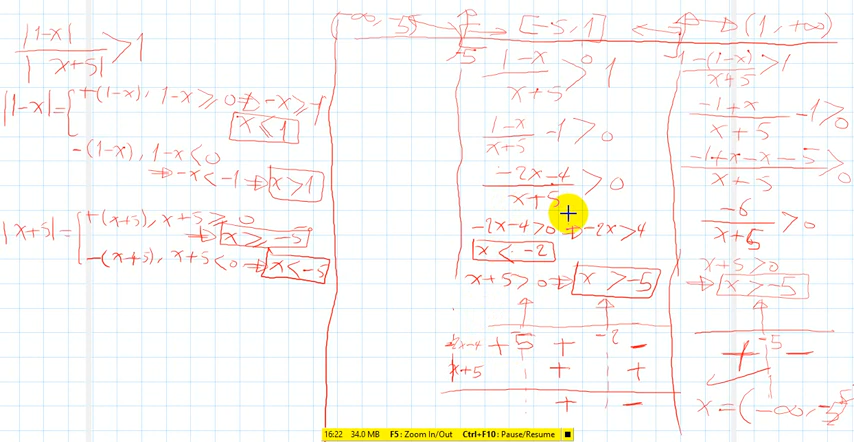 |1-x|
——— > 1
| x+5|
|1-x| = { +(1-x), 1-x ≥ 0 ⇒ -x ≥ -1
x ≤ 1
-(1-x), 1-x < 0
⇒ -x < -1 ⇒ x > 1
|x+5| = { +(x+5), x+5 ≥ 0
⇒ x ≥ -5
-(x+5), x+5 < 0 ⇒ x < -5
(-∞, -5)
-5
[-5, 1]
1-x
——— > 1
x+5
1-x
——— -1 > 0
x+5
-2x-4
——— > 0
x+5
-2x-4 > 0 ⇒ -2x > 4
x < -2
x+5 > 0 ⇒ x > -5
-2x-4 + 5 + -2 -
x+5 + +
+ -
(1, +∞)
-(1-x)
——— > 1
x+5
-1+x
——— -1 > 0
x+5
-1+x-x-5
——— > 0
x+5
-6
——— > 0
x+5
x+5 > 0
⇒ x > -5
+ -5 -
x = (-∞, -5
16:22 34.0 MB F5: Zoom In/Out Ctrl+F10: Pause/Resume